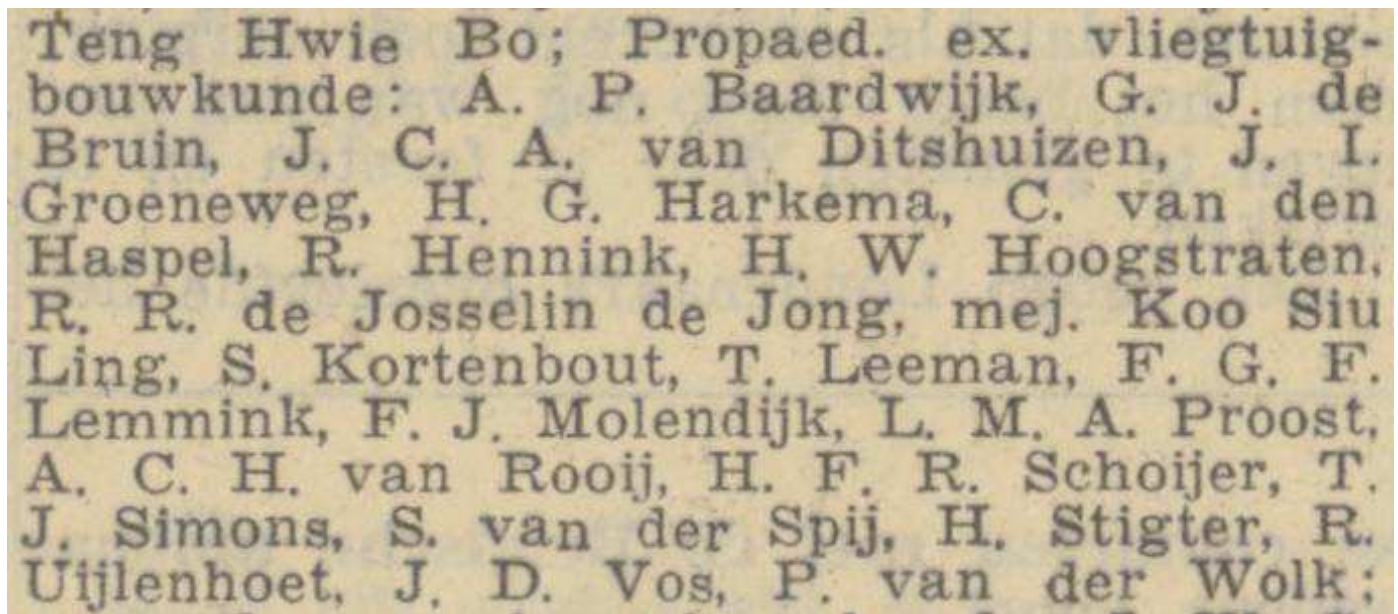 Teng Hwie Bo; Propaed. ex. vliegtuig-
bouwkunde: A. P. Baardwijk, G. J. de
Bruin, J. C. A. van Ditshuizen, J. I.
Groeneweg, H. G. Harkema, C. van den
Haspel, R. Hennink, H. W. Hoogstraten,
R. R. de Josselin de Jong, mej. Koo Siu
Ling, S. Kortenbout, T. Leeman, F. G. F.
Lemmink, F. J. Molendijk, L. M. A. Proost,
A. C. H. van Rooij, H. F. R. Schoijer, T.
J. Simons, S. van der Spij, H. Stigter, R.
Uijlenhoet, J. D. Vos, P. van der Wolk;